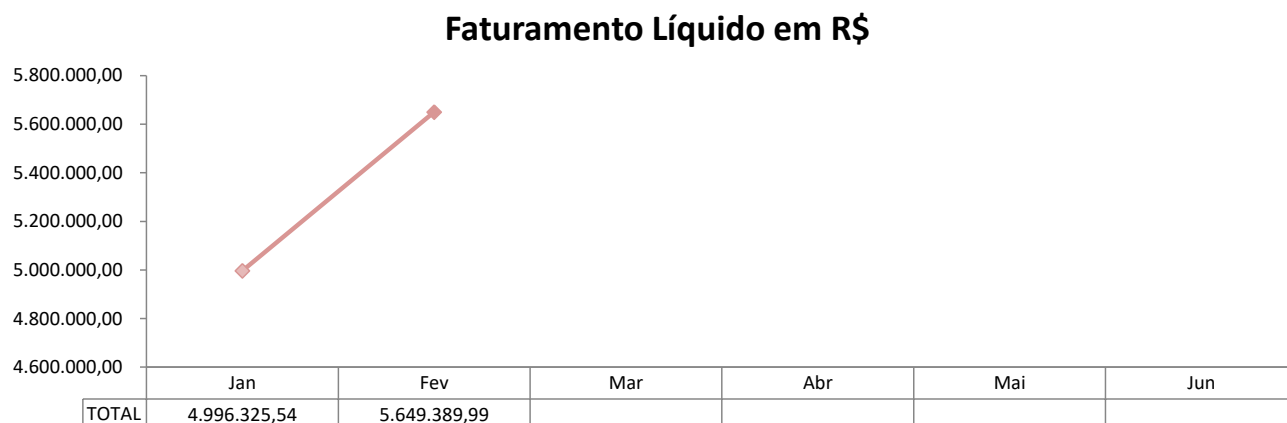 Faturamento Líquido em R$
5.800.000,00
5.600.000,00
5.400.000,00
5.200.000,00
5.000.000,00
4.800.000,00
4.600.000,00
Jan Fev Mar Abr Mai Jun
TOTAL 4.996.325,54 5.649.389,99